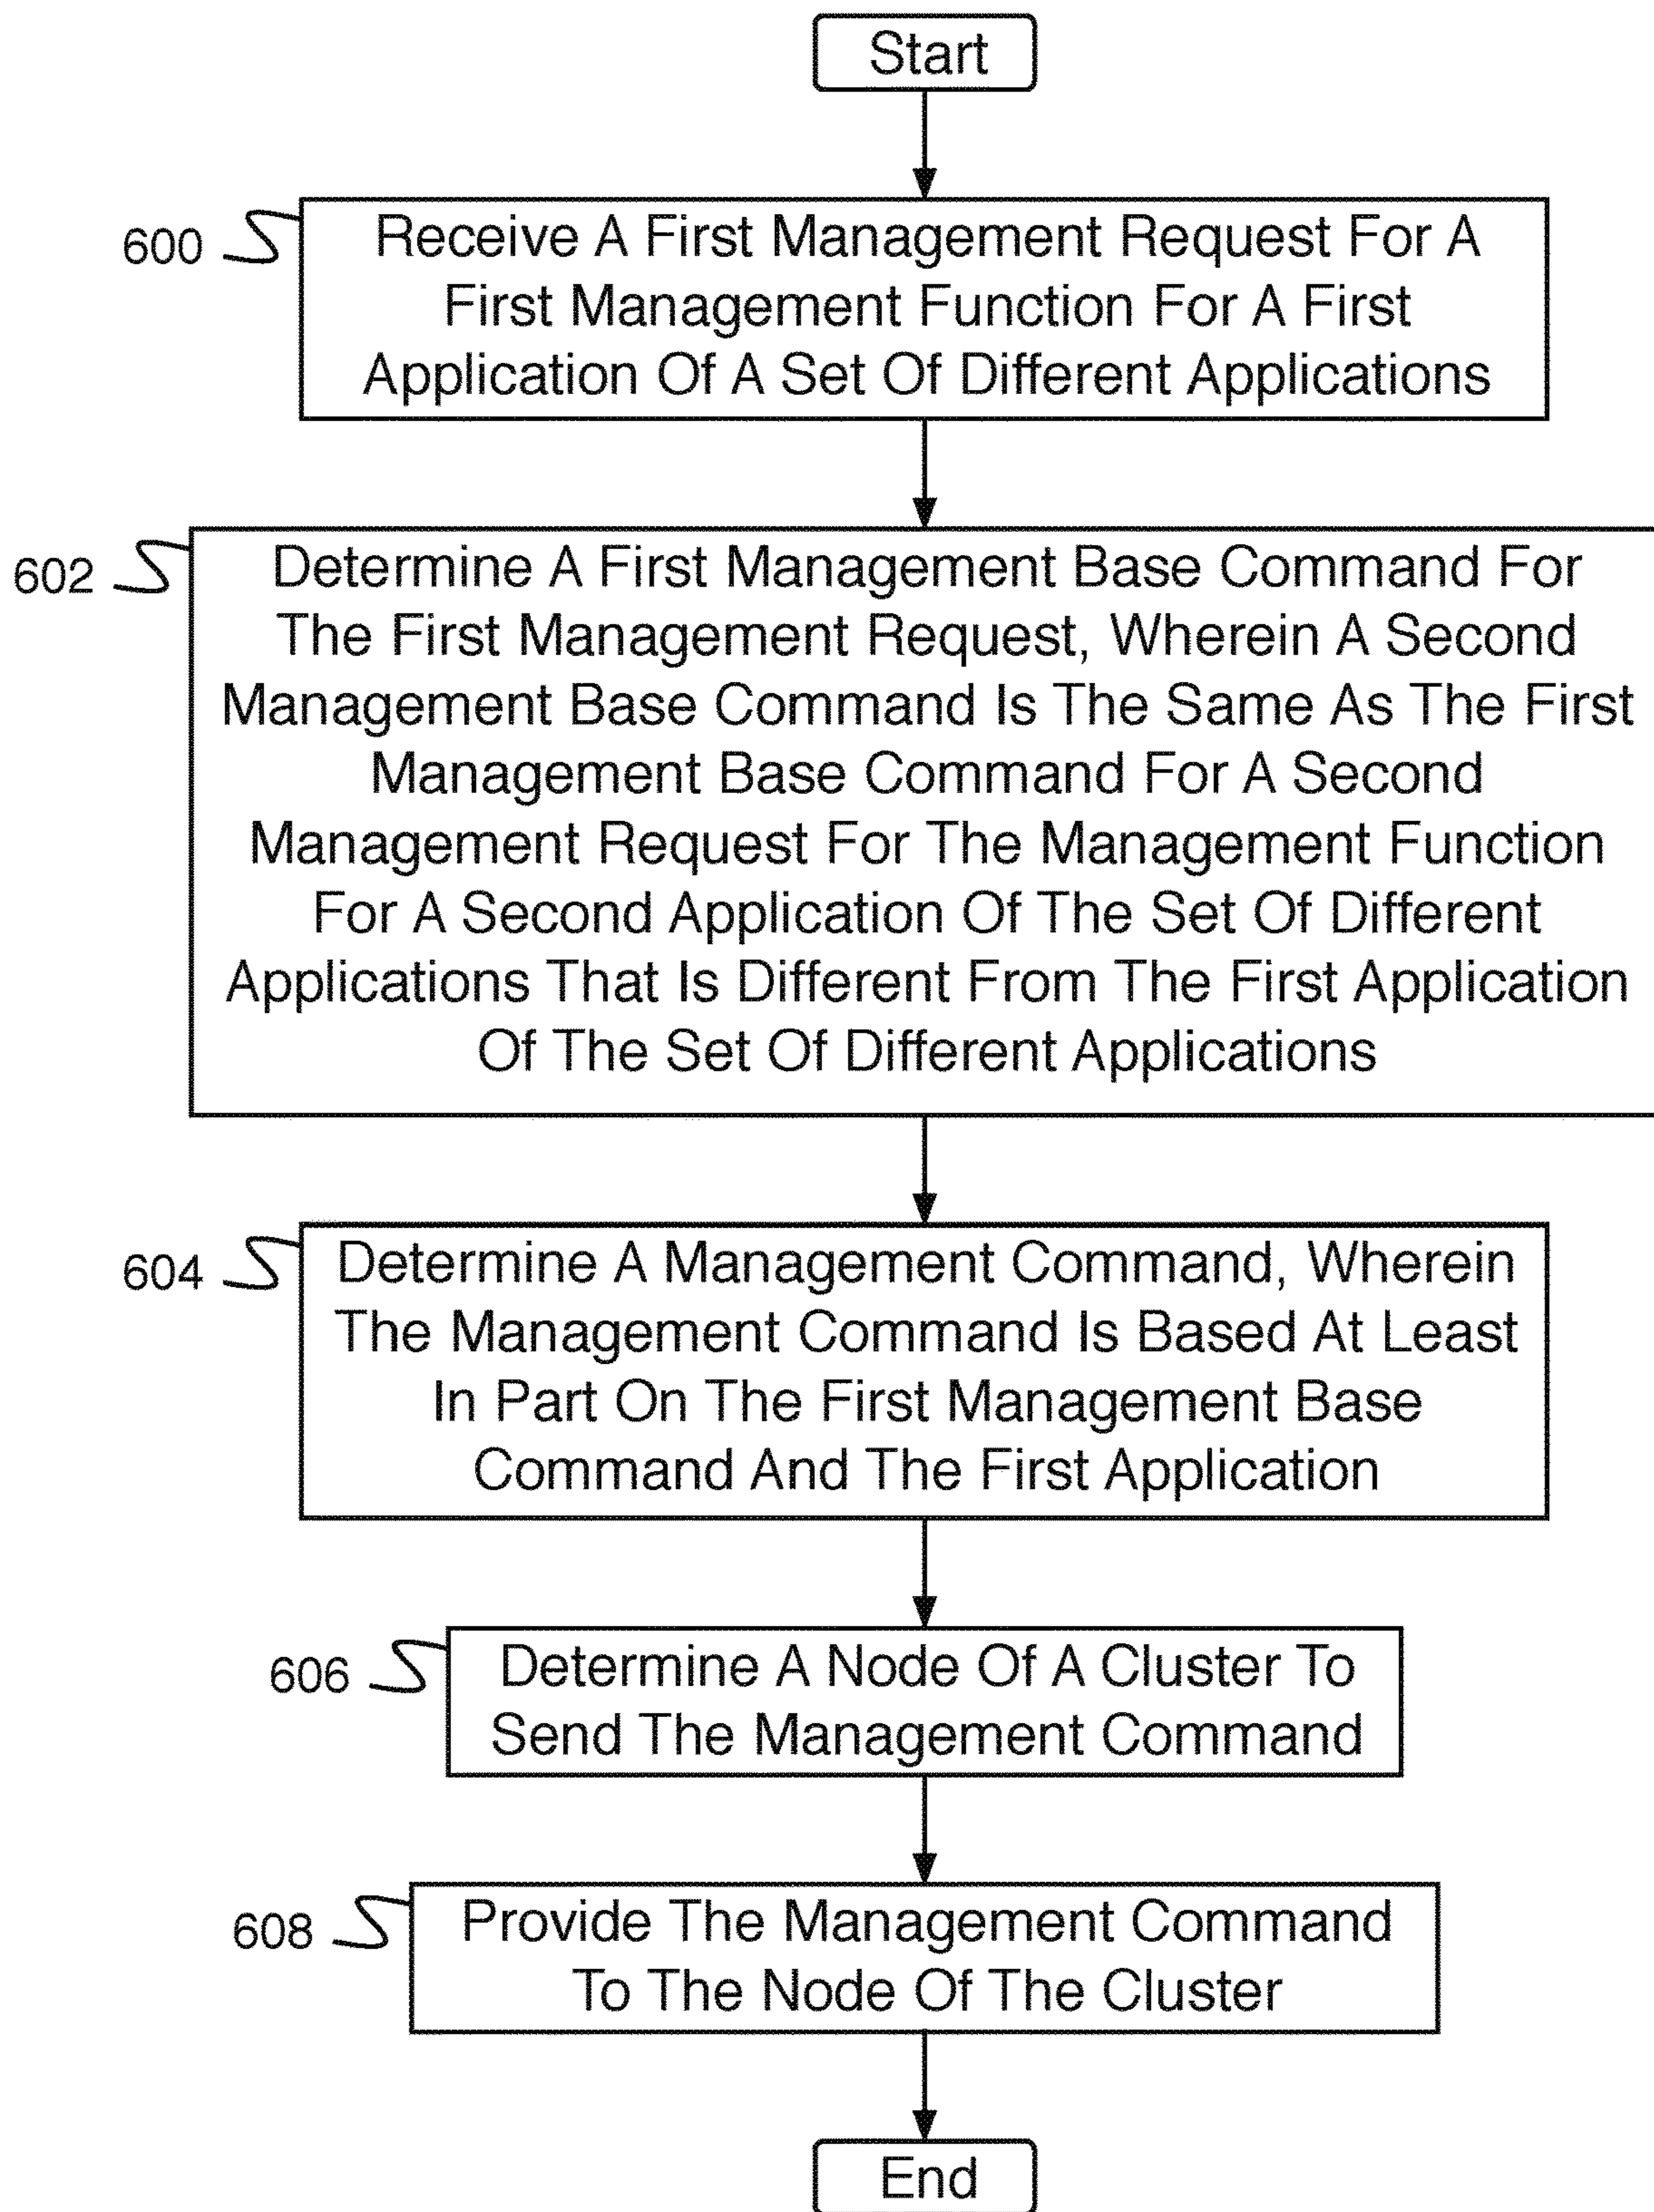 Start
600
Receive A First Management Request For A
First Management Function For A First
Application Of A Set Of Different Applications
602
Determine A First Management Base Command For
The First Management Request, Wherein A Second
Management Base Command Is The Same As The First
Management Base Command For A Second
Management Request For The Management Function
For A Second Application Of The Set Of Different
Applications That Is Different From The First Application
Of The Set Of Different Applications
604
Determine A Management Command, Wherein
The Management Command Is Based At Least
In Part On The First Management Base
Command And The First Application
606
Determine A Node Of A Cluster To
Send The Management Command
608
Provide The Management Command
To The Node Of The Cluster
End